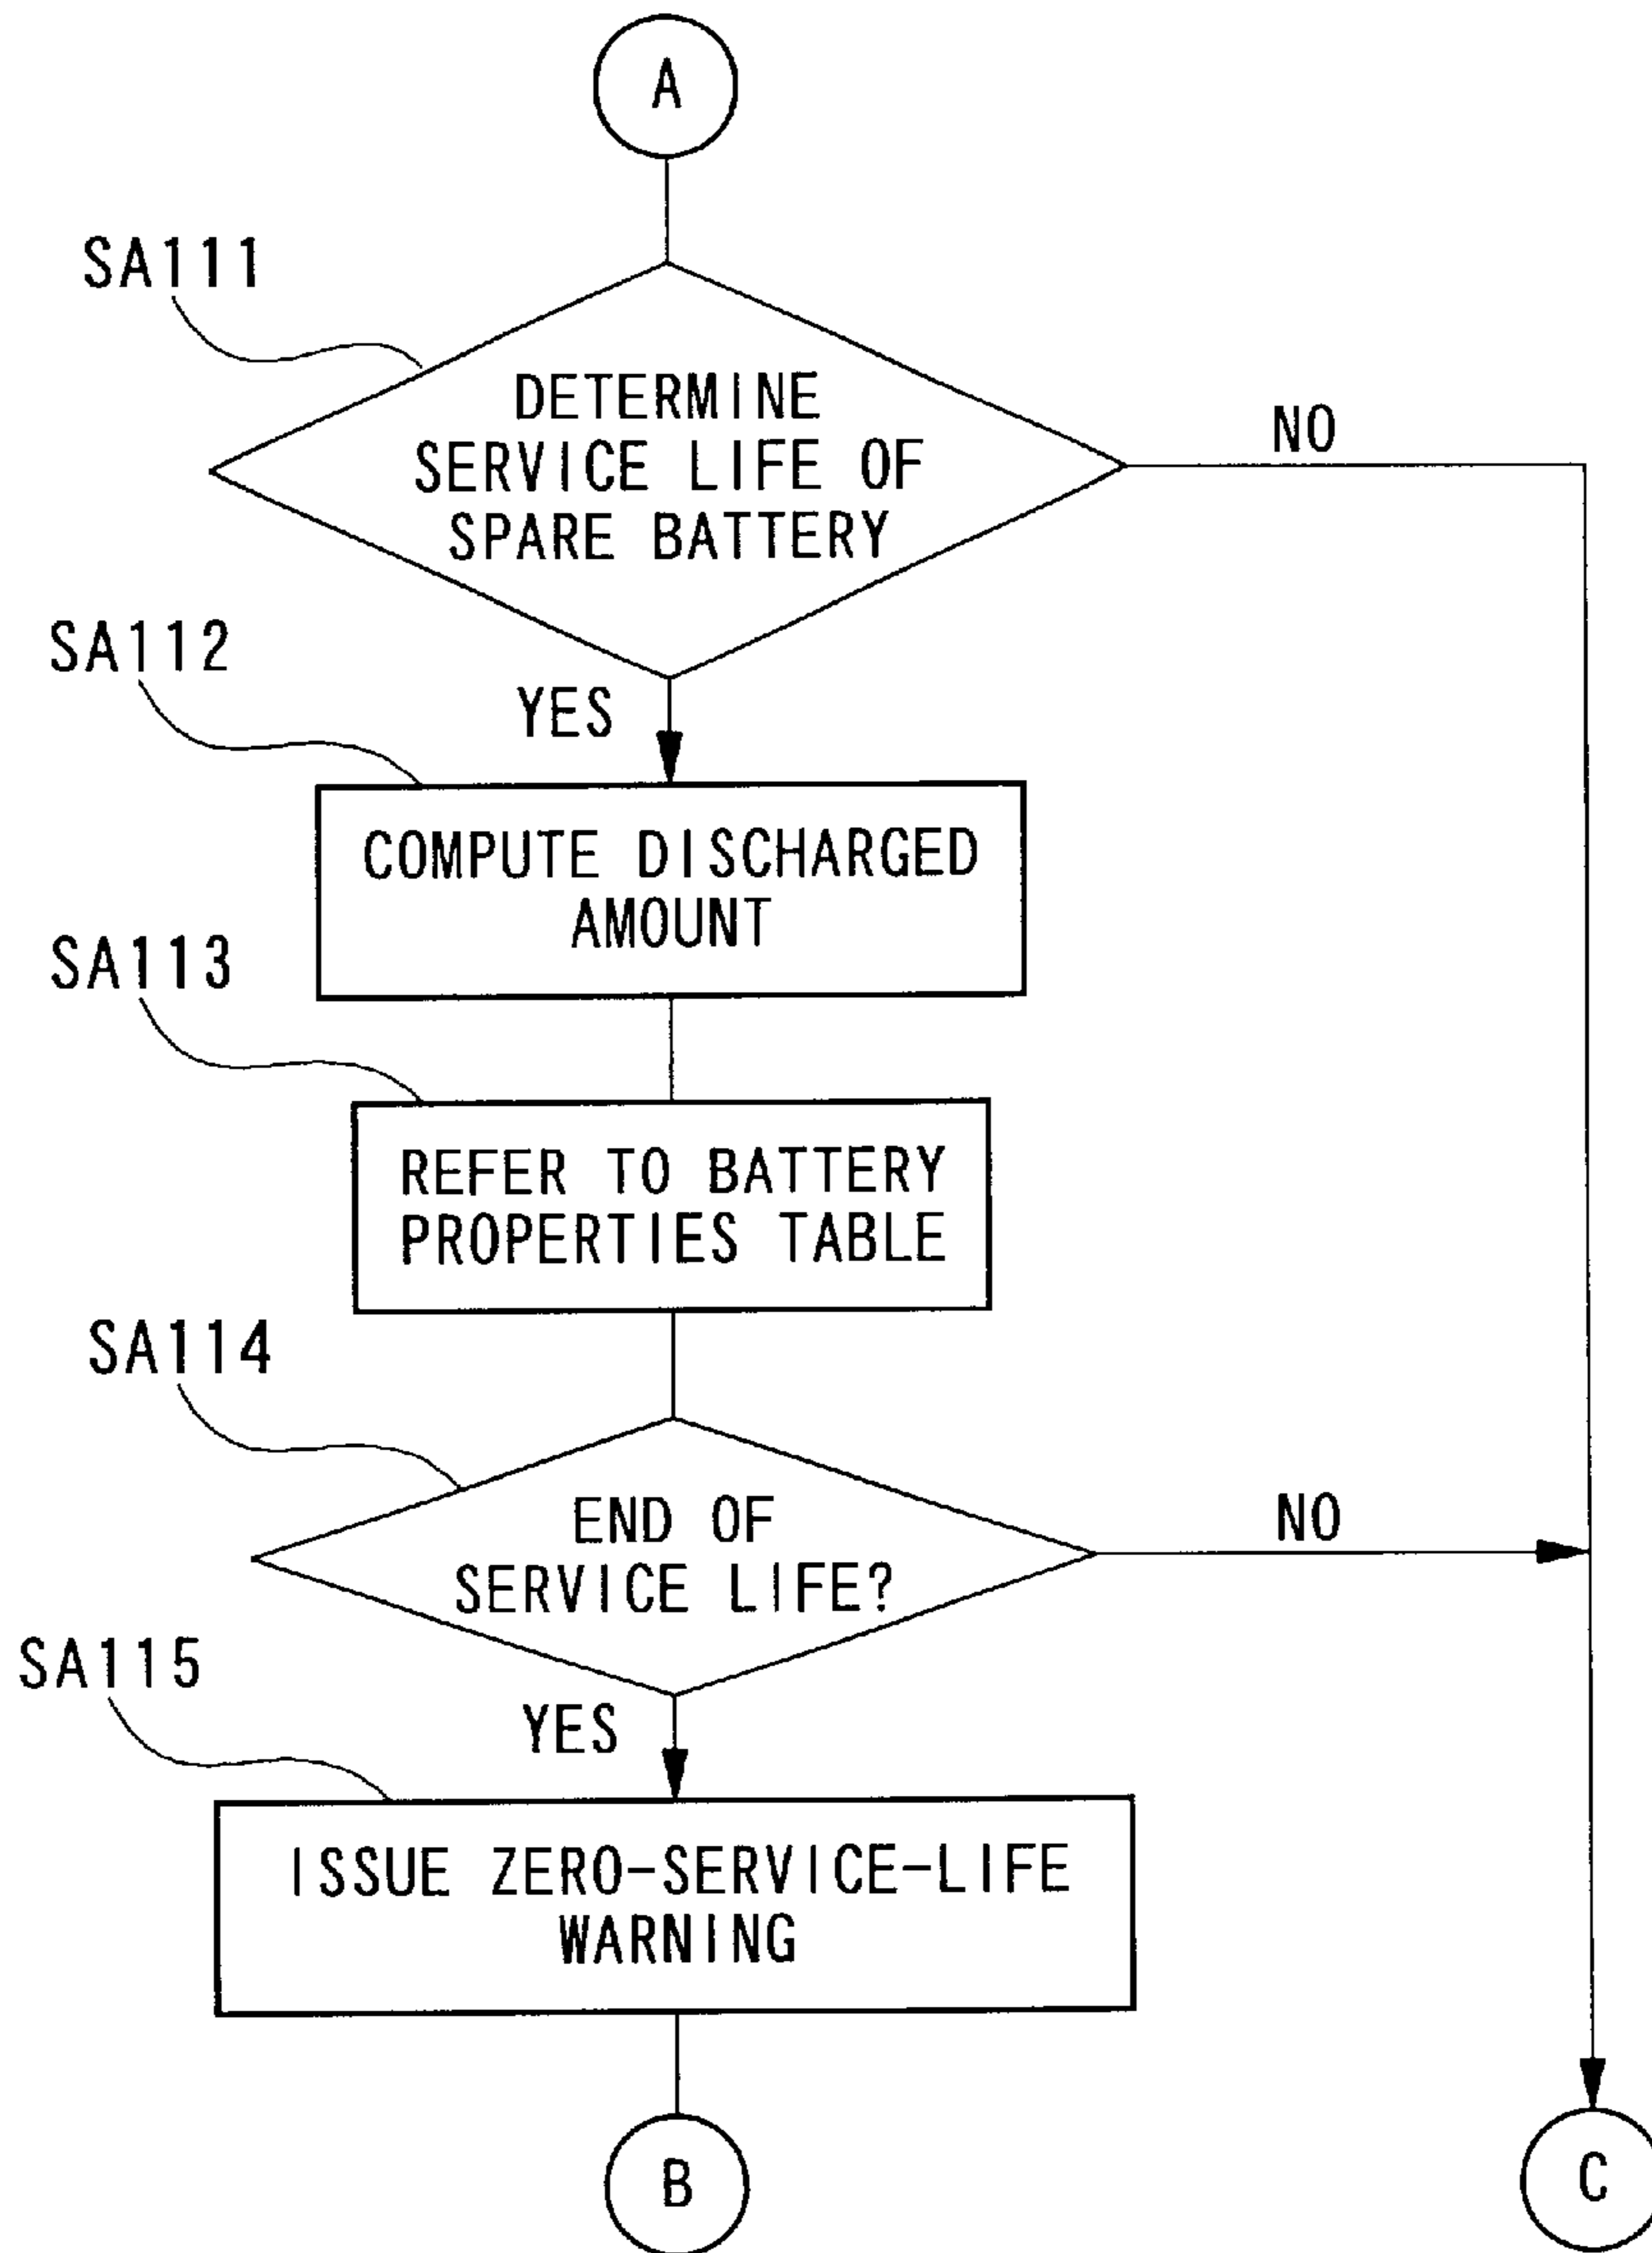 A
SA111
DETERMINE
SERVICE LIFE OF
SPARE BATTERY
NO
SA112
YES
COMPUTE DISCHARGED
AMOUNT
SA113
REFER TO BATTERY
PROPERTIES TABLE
SA114
END OF
SERVICE LIFE?
NO
SA115
YES
ISSUE ZERO-SERVICE-LIFE
WARNING
B
C